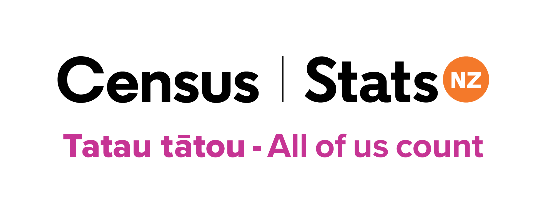 Census | Stats NZ
Tatau tātou - All of us count